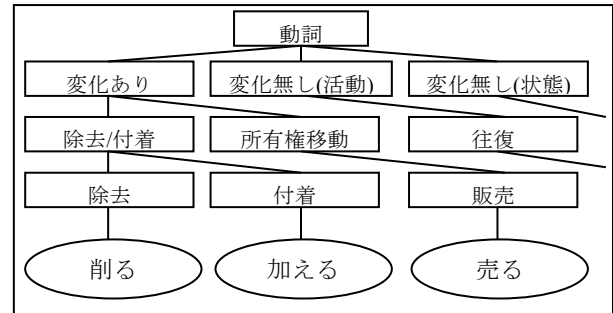 動詞
変化あり
変化無し(活動)
変化無し(状態)
除去/付着
所有権移動
往復
除去
付着
販売
削る
加える
売る